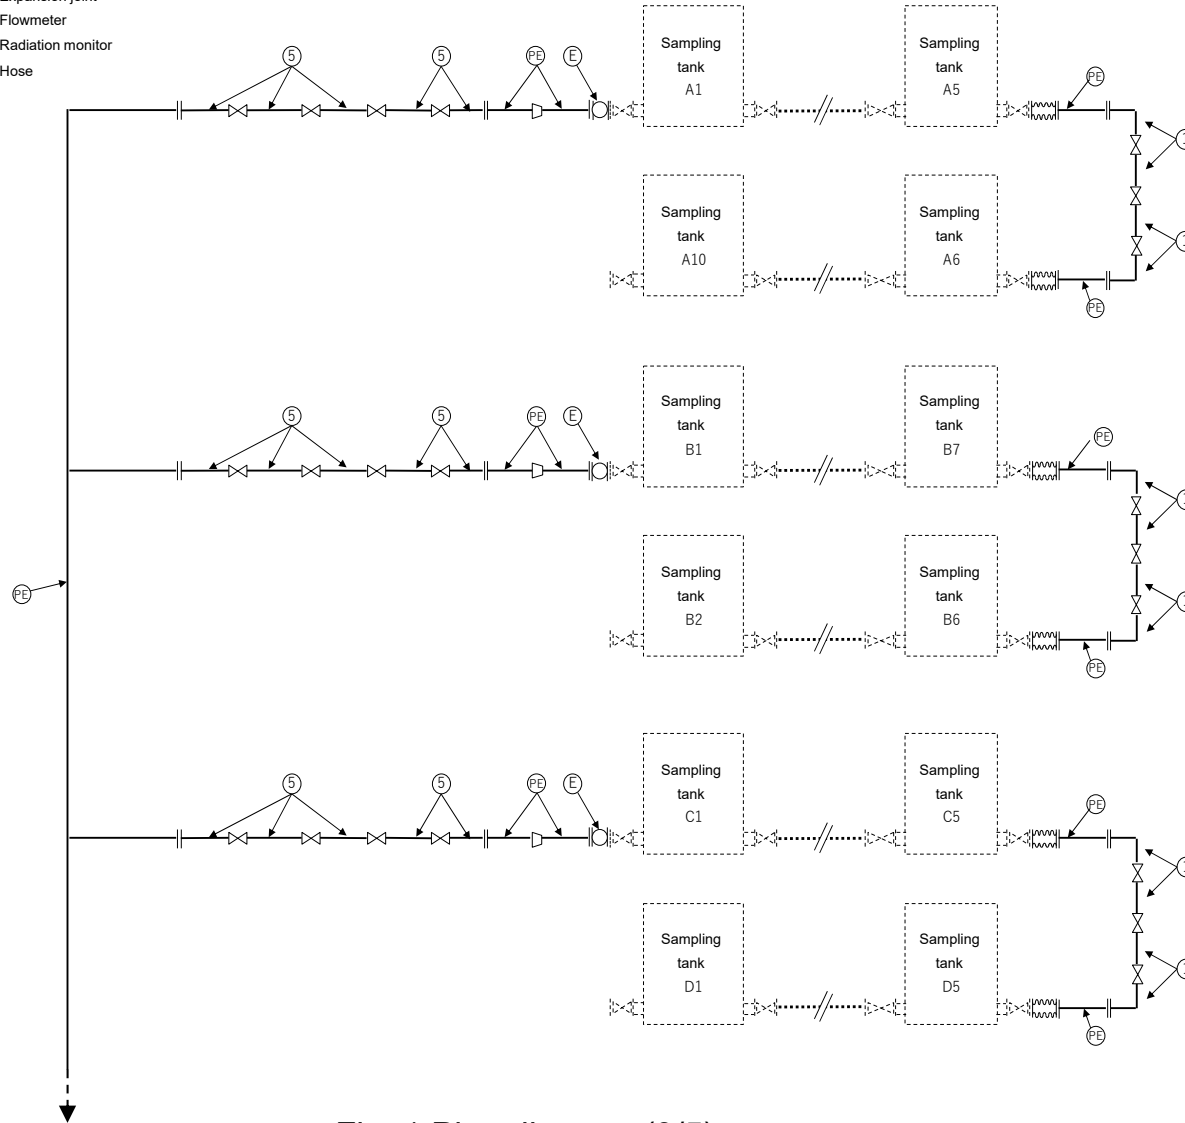 Flowmeter
Radiation monitor
Hose
5
5
PE
E
Sampling
tank
A1
Sampling
tank
A5
PE
Sampling
tank
A10
Sampling
tank
A6
PE
5
5
PE
E
Sampling
tank
B1
Sampling
tank
B7
PE
PE
Sampling
tank
B2
Sampling
tank
B6
PE
5
5
PE
E
Sampling
tank
C1
Sampling
tank
C5
PE
Sampling
tank
D1
Sampling
tank
D5
PE